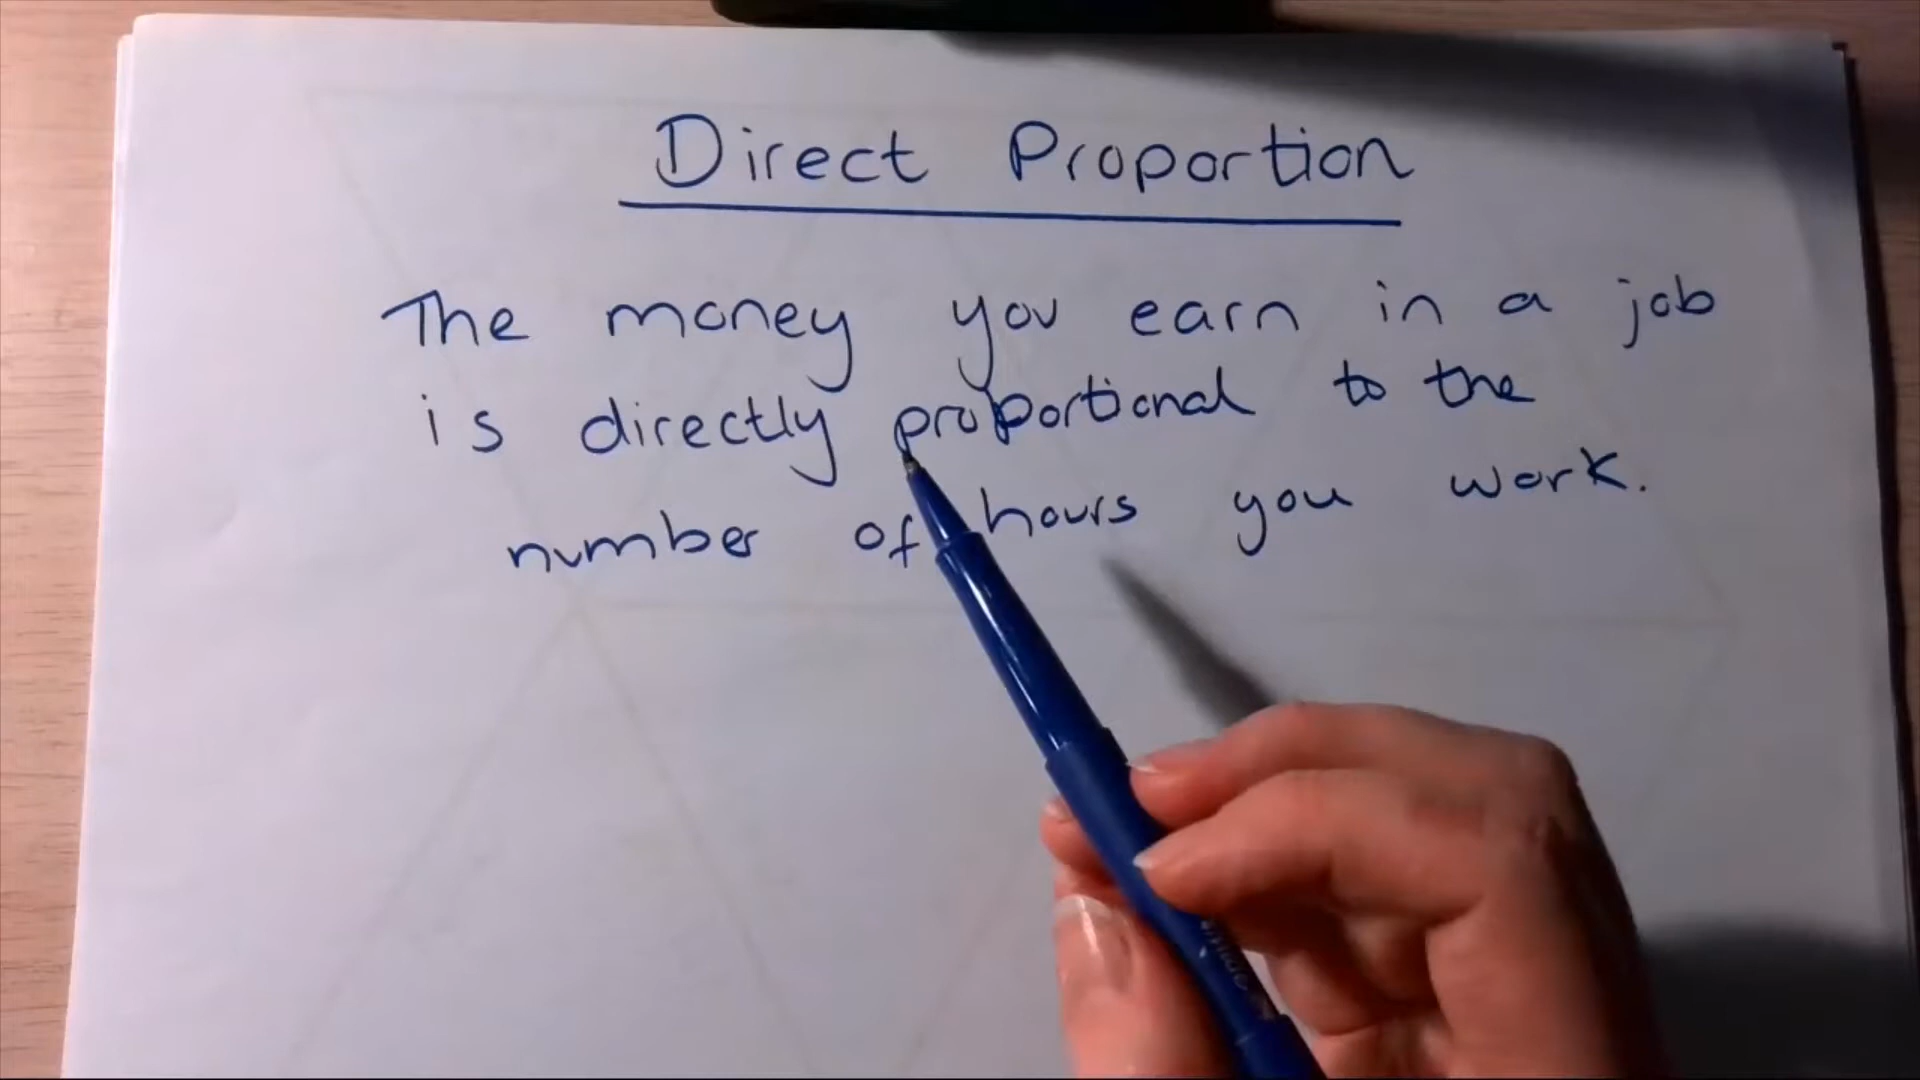 Direct Proportion
The money you earn in a job
is directly proportional to the
number of hours you work.